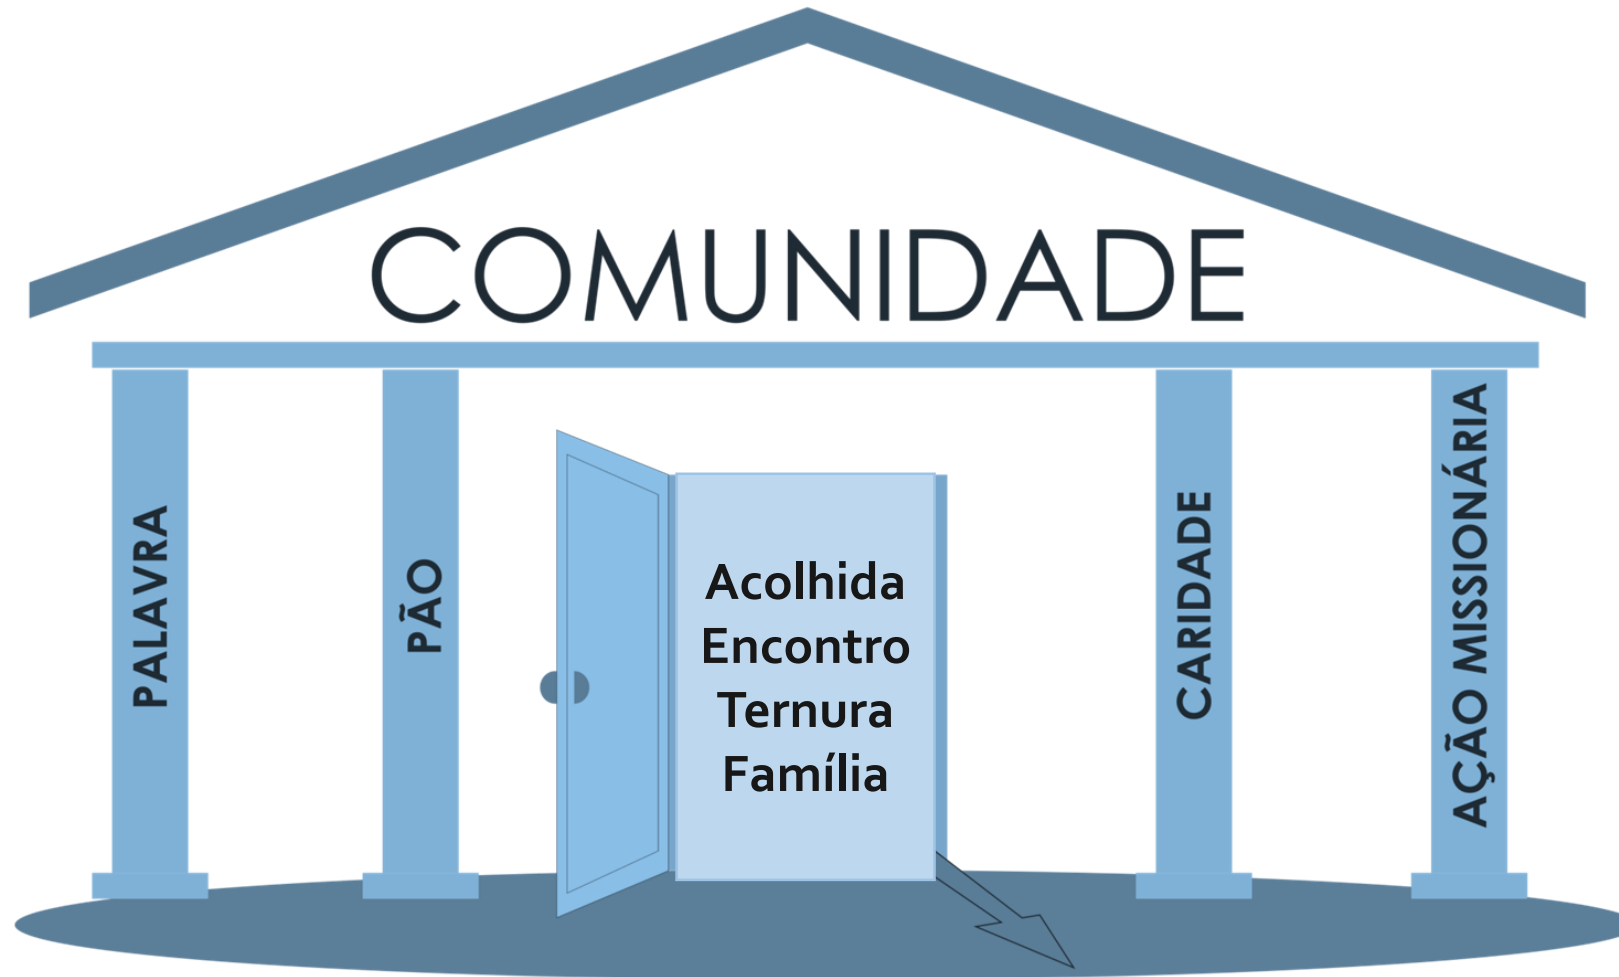 COMUNIDADE
PALAVRA
PÃO
Acolhida
Encontro
Ternura
Família
CARIDADE
AÇÃO MISSIONÁRIA